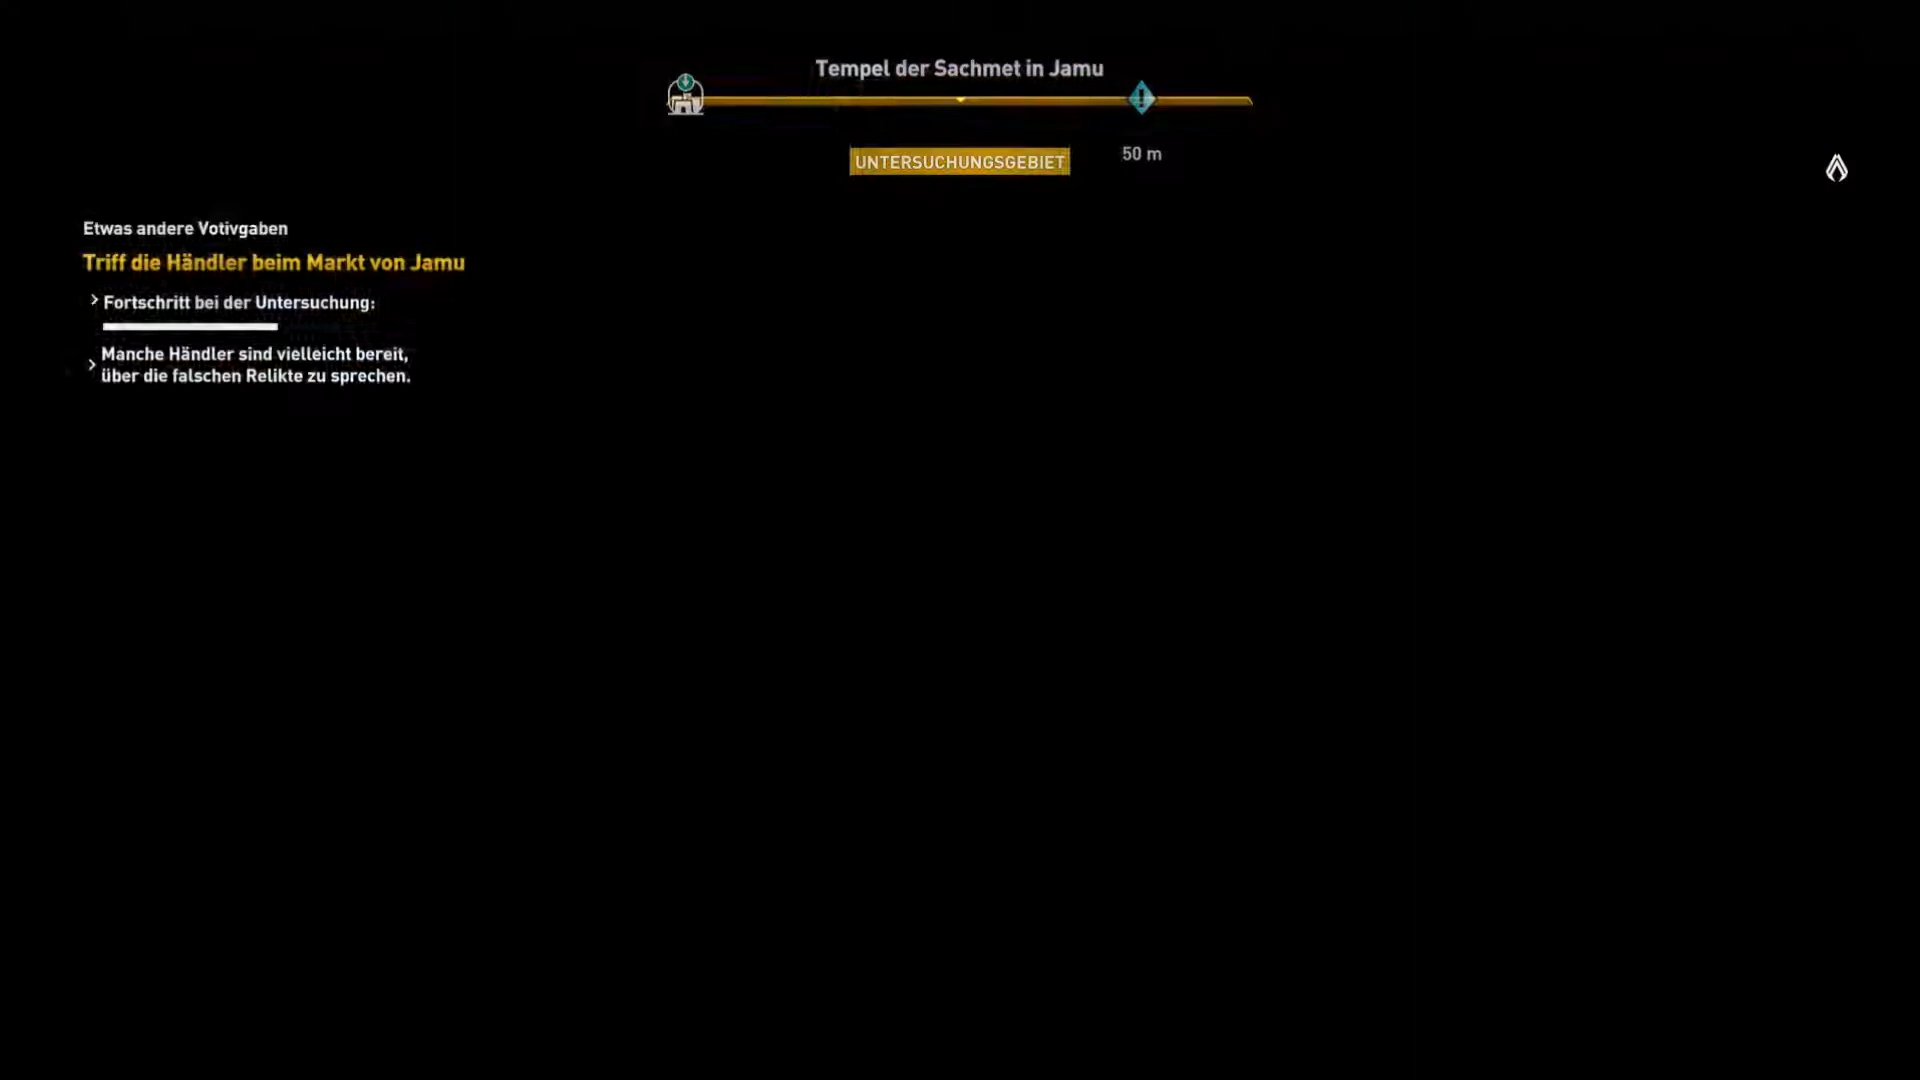 Tempel der Sachmet in Jamu
UNTERSUCHUNGSGEBIET
50 m
Etwas andere Votivgaben
Triff die Händler beim Markt von Jamu
Fortschritt bei der Untersuchung:
Manche Händler sind vielleicht bereit,
über die falschen Relikte zu sprechen.